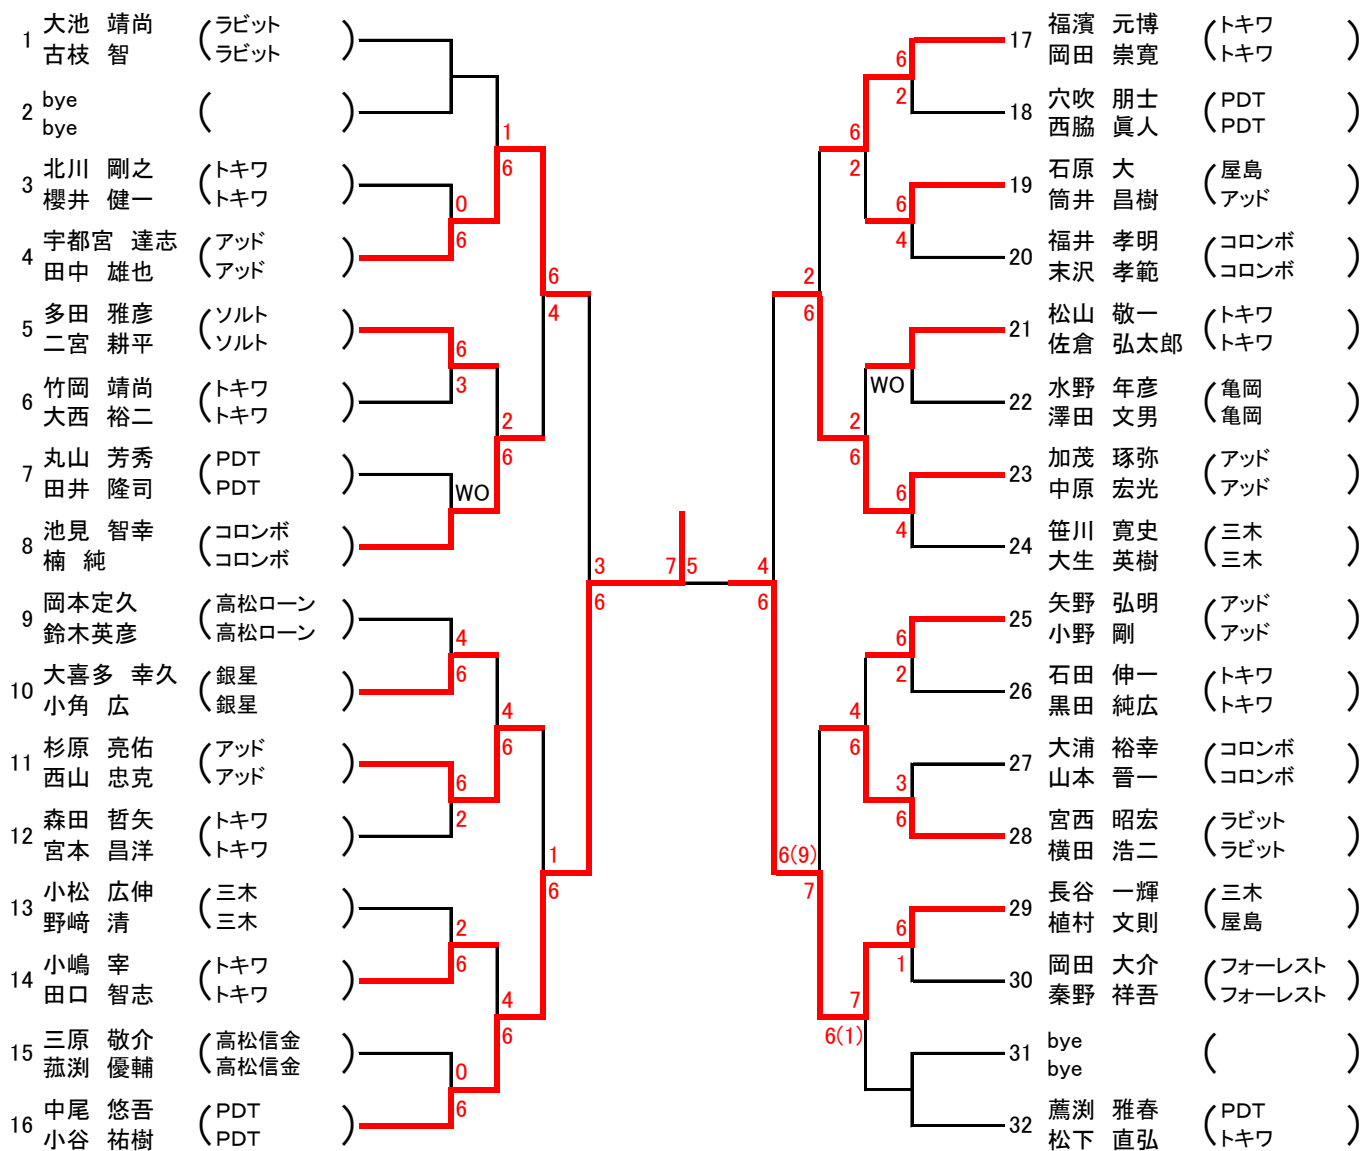 1 大池 靖尚 (ラビット)
古枝 智 ラビット
2 bye ( )
bye
3 北川 剛之 (トキワ)
櫻井 健一 トキワ
4 宇都宮 達志 (アッド)
田中 雄也 アッド
5 多田 雅彦 (ソルト)
二宮 耕平 ソルト
6 竹岡 靖尚 (トキワ)
大西 裕二 トキワ
7 丸山 芳秀 (PDT)
田井 隆司 PDT
8 池見 智幸 (コロンボ)
楠 純 コロンボ
9 岡本定久 (高松ローン)
鈴木英彦 高松ローン
10 大喜多 幸久 (銀星)
小角 広 銀星
11 杉原 亮佑 (アッド)
西山 忠克 アッド
12 森田 哲矢 (トキワ)
宮本 昌洋 トキワ
13 小松 広伸 (三木)
野﨑 清 三木
14 小嶋 宰 (トキワ)
田口 智志 トキワ
15 三原 敬介 (高松信金)
菰渕 優輔 高松信金
16 中尾 悠吾 (PDT)
小谷 祐樹 PDT
0
6
6
3
WO
4
6
6
2
2
6
0
6
1
6
2
6
4
6
4
6
6
4
1
6
3
6
7 5
4
6
2
6
6(9)
7
6
2
2
6
4
6
7
6(1)
6
2
6
4
WO
6
4
6
2
3
6
6
1
17 福濱 元博 (トキワ)
岡田 崇寛 トキワ
18 穴吹 朋士 (PDT)
西脇 眞人 PDT
19 石原 大 (屋島)
筒井 昌樹 アッド
20 福井 孝明 (コロンボ)
末沢 孝範 コロンボ
21 松山 敬一 (トキワ)
佐倉 弘太郎 トキワ
22 水野 年彦 (亀岡)
澤田 文男 亀岡
23 加茂 琢弥 (アッド)
中原 宏光 アッド
24 笹川 寛史 (三木)
大生 英樹 三木
25 矢野 弘明 (アッド)
小野 剛 アッド
26 石田 伸一 (トキワ)
黒田 純広 トキワ
27 大浦 裕幸 (コロンボ)
山本 晋一 コロンボ
28 宮西 昭宏 (ラビット)
横田 浩二 ラビット
29 長谷 一輝 (三木)
植村 文則 屋島
30 岡田 大介 (フォーレスト)
秦野 祥吾 フォーレスト
31 bye ( )
bye
32 薦渕 雅春 (PDT)
松下 直弘 トキワ